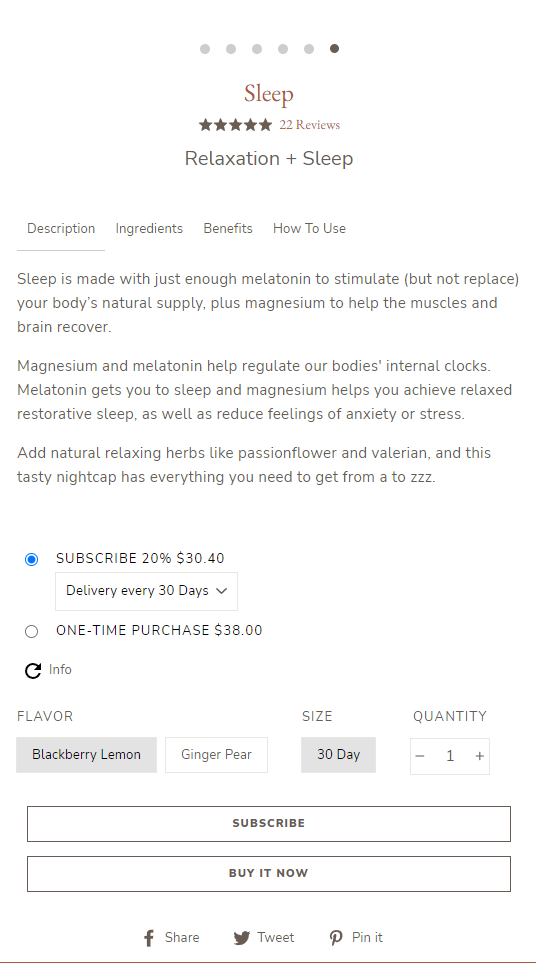 Sleep
22 Reviews
Relaxation + Sleep
Description Ingredients Benefits How To Use
Sleep is made with just enough melatonin to stimulate (but not replace)
your body’s natural supply, plus magnesium to help the muscles and
brain recover.
Magnesium and melatonin help regulate our bodies' internal clocks.
Melatonin gets you to sleep and magnesium helps you achieve relaxed
restorative sleep, as well as reduce feelings of anxiety or stress.
Add natural relaxing herbs like passionflower and valerian, and this
tasty nightcap has everything you need to get from a to zzz.
SUBSCRIBE 20% $30.40
Delivery every 30 Days
ONE-TIME PURCHASE $38.00
Info
FLAVOR SIZE QUANTITY
Blackberry Lemon Ginger Pear 30 Day − 1 +
SUBSCRIBE
BUY IT NOW
Share Tweet Pin it